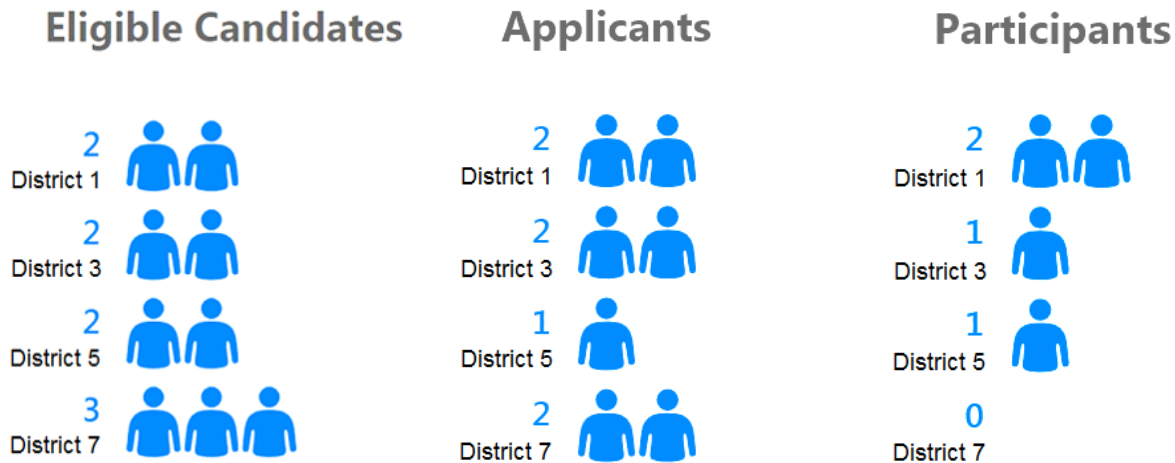 Eligible Candidates
2
District 1
2
District 3
2
District 5
3
District 7
Applicants
2
District 1
2
District 3
1
District 5
2
District 7
Participants
2
District 1
1
District 3
1
District 5
0
District 7